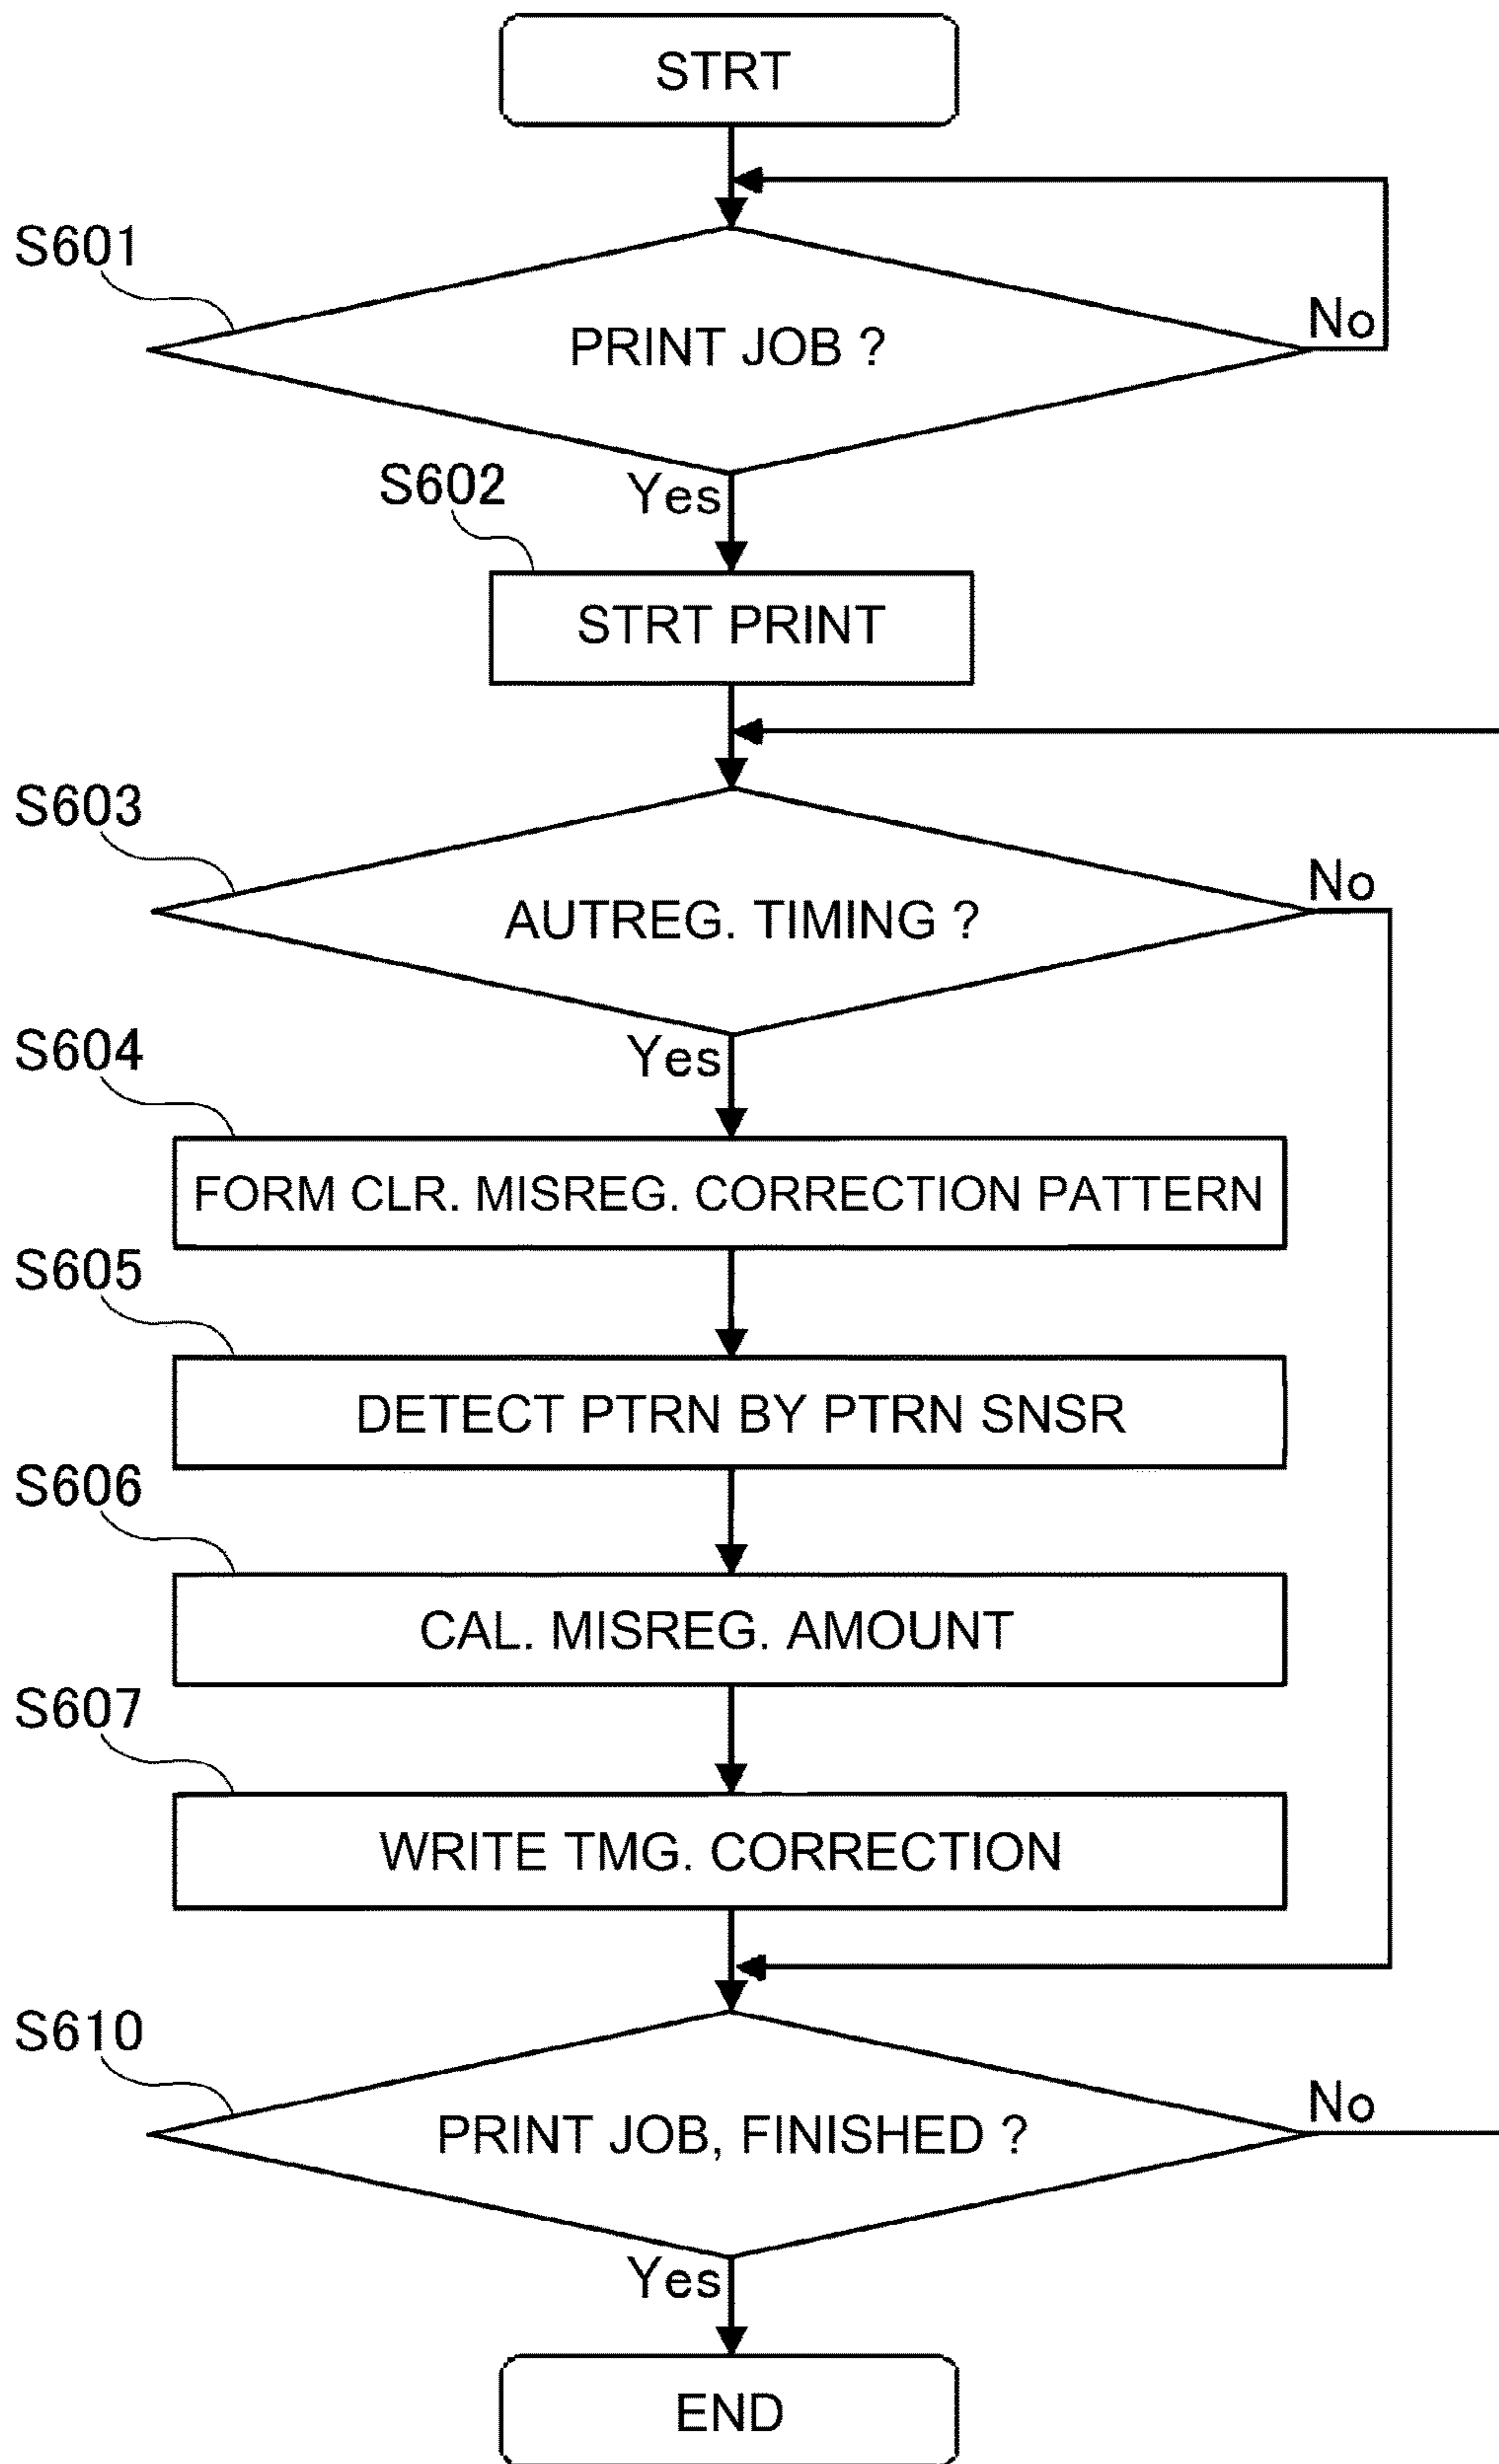 STRT
S601
PRINT JOB ?
No
Yes
S602
STRT PRINT
S603
AUTREG. TIMING ?
No
Yes
S604
FORM CLR. MISREG. CORRECTION PATTERN
S605
DETECT PTRN BY PTRN SNSR
S606
CAL. MISREG. AMOUNT
S607
WRITE TMG. CORRECTION
S610
PRINT JOB, FINISHED ?
No
Yes
END